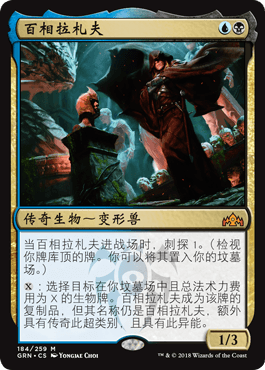 百相拉札夫
传奇生物～变形兽
当百相拉札夫进战场时，刺探1。（检视
你牌库顶的牌。你可以将其置入你的坟
墓场。）
X：选择目标在你坟墓场中且总法术力费
用为X的生物牌。百相拉札夫成为该牌的
复制品，但其名称仍是百相拉札夫，额外
具有传奇此超类别，且具有此异能。
1/3
184/259 M
GRN • CS YONGJAE CHOI
™ & © 2018 Wizards of the Coast